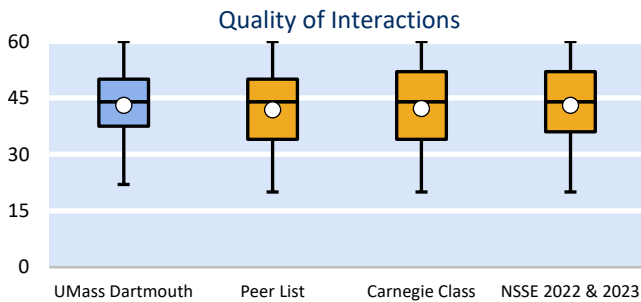 Quality of Interactions
60
45
30
15
0
UMass Dartmouth Peer List Carnegie Class NSSE 2022 & 2023